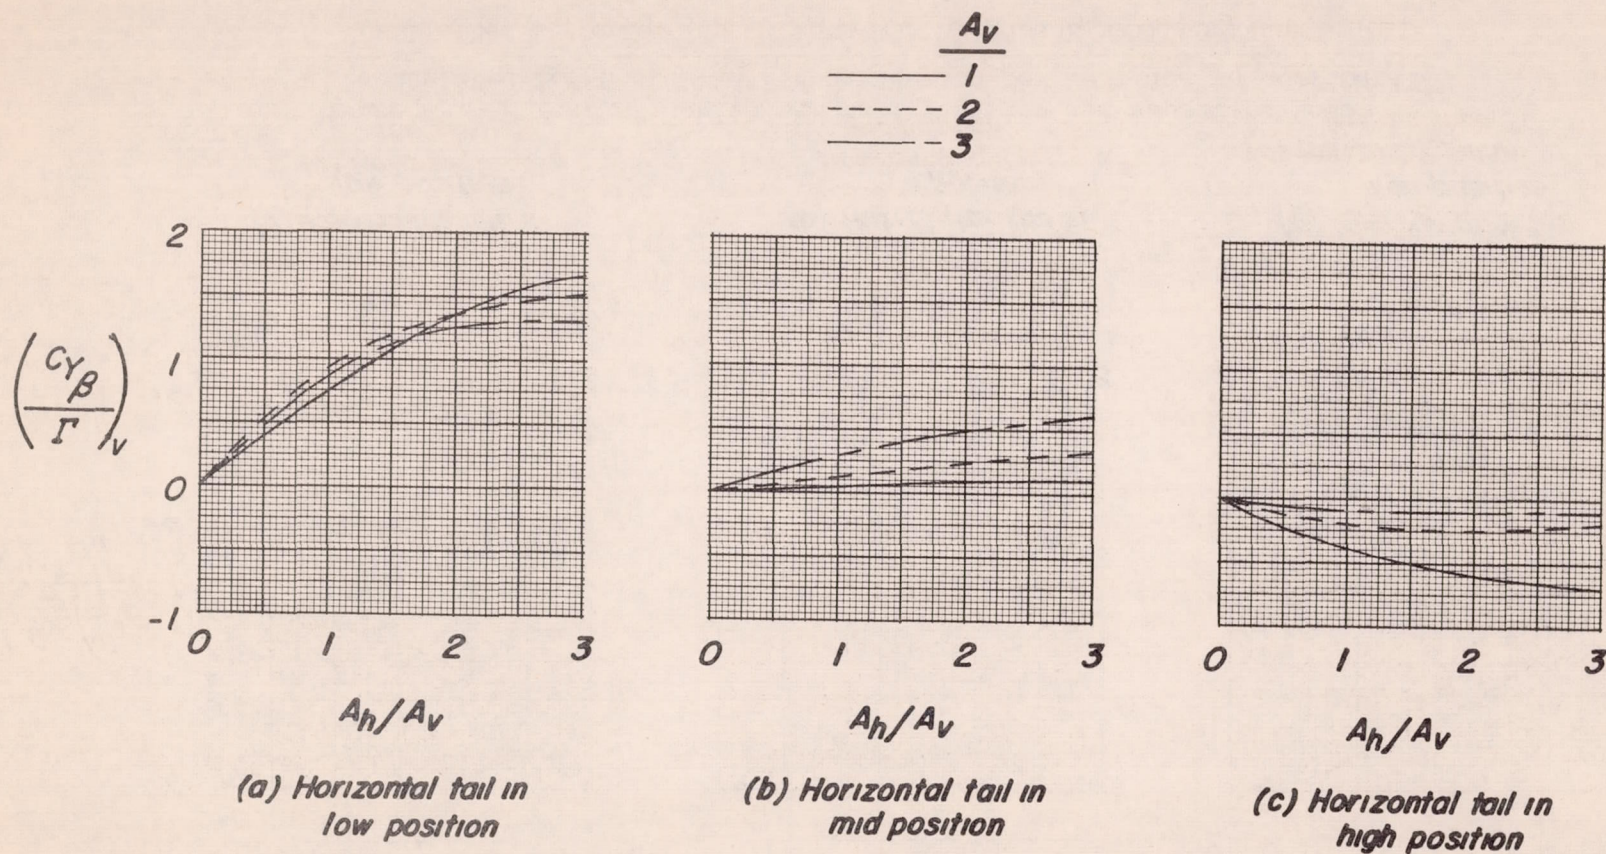 Av
1
2
3
2
1
0
-1
(CYβ/Γ)v
0 1 2 3
0 1 2 3
0 1 2 3
Ah/Av
Ah/Av
Ah/Av
(a) Horizontal tail in
low position
(b) Horizontal tail in
mid position
(c) Horizontal tail in
high position